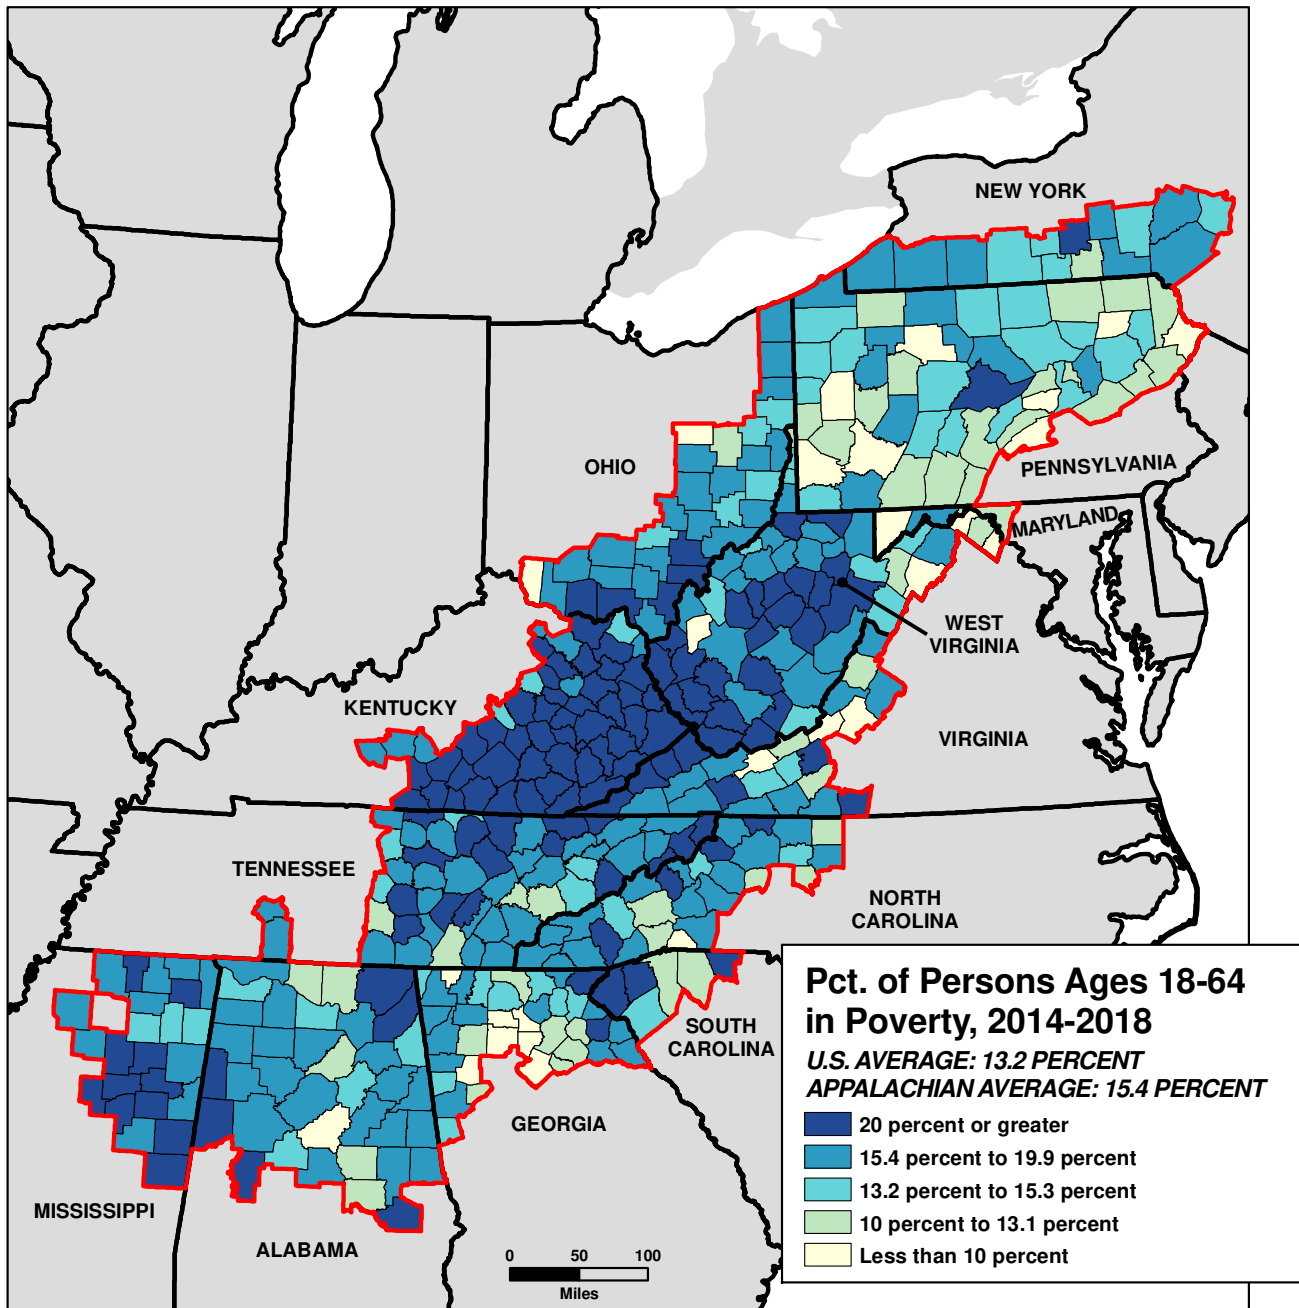 NEW YORK
OHIO
PENNSYLVANIA
MARYLAND
WEST
VIRGINIA
KENTUCKY
VIRGINIA
TENNESSEE
NORTH
CAROLINA
SOUTH
CAROLINA
GEORGIA
MISSISSIPPI
ALABAMA
0 50 100
Miles
Pct. of Persons Ages 18-64
in Poverty, 2014-2018
U.S. AVERAGE: 13.2 PERCENT
APPALACHIAN AVERAGE: 15.4 PERCENT
20 percent or greater
15.4 percent to 19.9 percent
13.2 percent to 15.3 percent
10 percent to 13.1 percent
Less than 10 percent